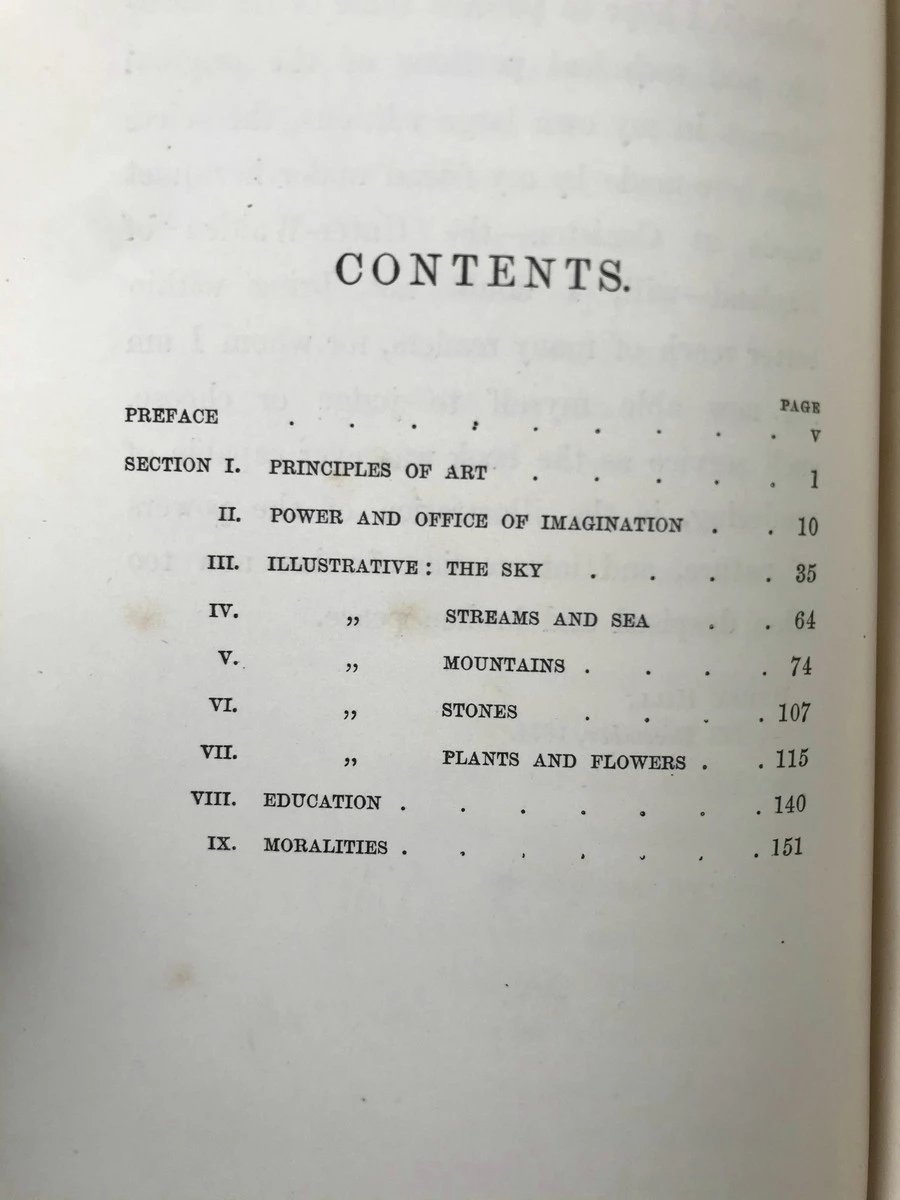 CONTENTS.
PAGE
PREFACE . . . . . . . . . V
SECTION I. PRINCIPLES OF ART . . . . . 1
II. POWER AND OFFICE OF IMAGINATION . . 10
III. ILLUSTRATIVE: THE SKY . . . . 35
IV. „ STREAMS AND SEA . . 64
V. „ MOUNTAINS . . . . 74
VI. „ STONES . . . . 107
VII. „ PLANTS AND FLOWERS . . 115
VIII. EDUCATION . . . . . . . 140
IX. MORALITIES . . . . . . . 151